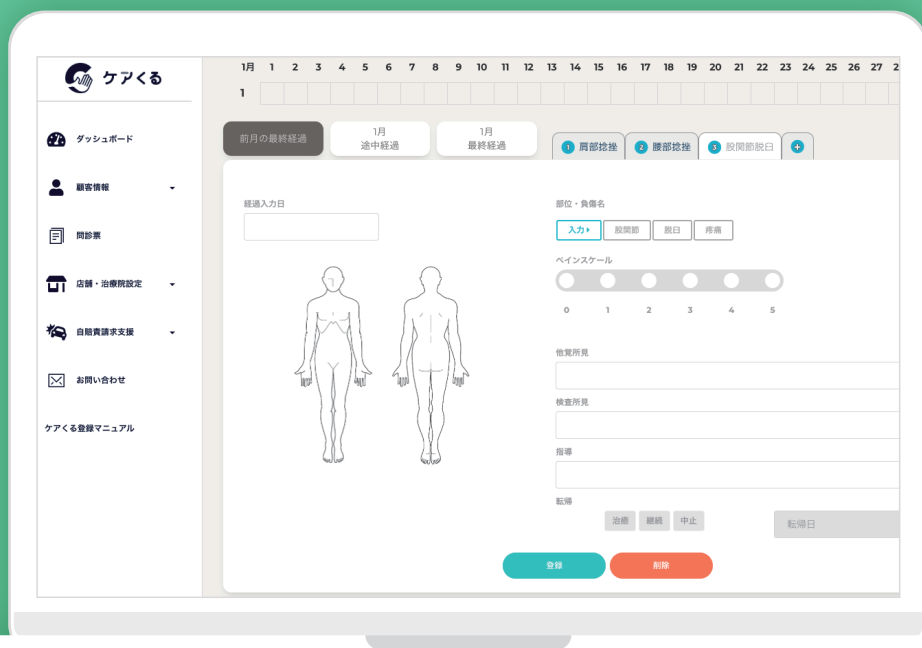 ケアくる
ダッシュボード
顧客情報
問診票
店舗・治療院設定
自賠責請求支援
お問い合わせ
ケアくる登録マニュアル
1月 1 2 3 4 5 6 7 8 9 10 11 12 13 14 15 16 17 18 19 20 21 22 23 24 25 26 27 2
1
前月の最終経過
1月
途中経過
1月
最終経過
1 肩部捻挫
2 腰部捻挫
3 股関節脱臼
経過入力日
部位・負傷名
入力 股関節 脱臼 疼痛
ペインスケール
0 1 2 3 4 5
他覚所見
検査所見
指導
転帰
治癒 継続 中止
転帰日
登録
削除